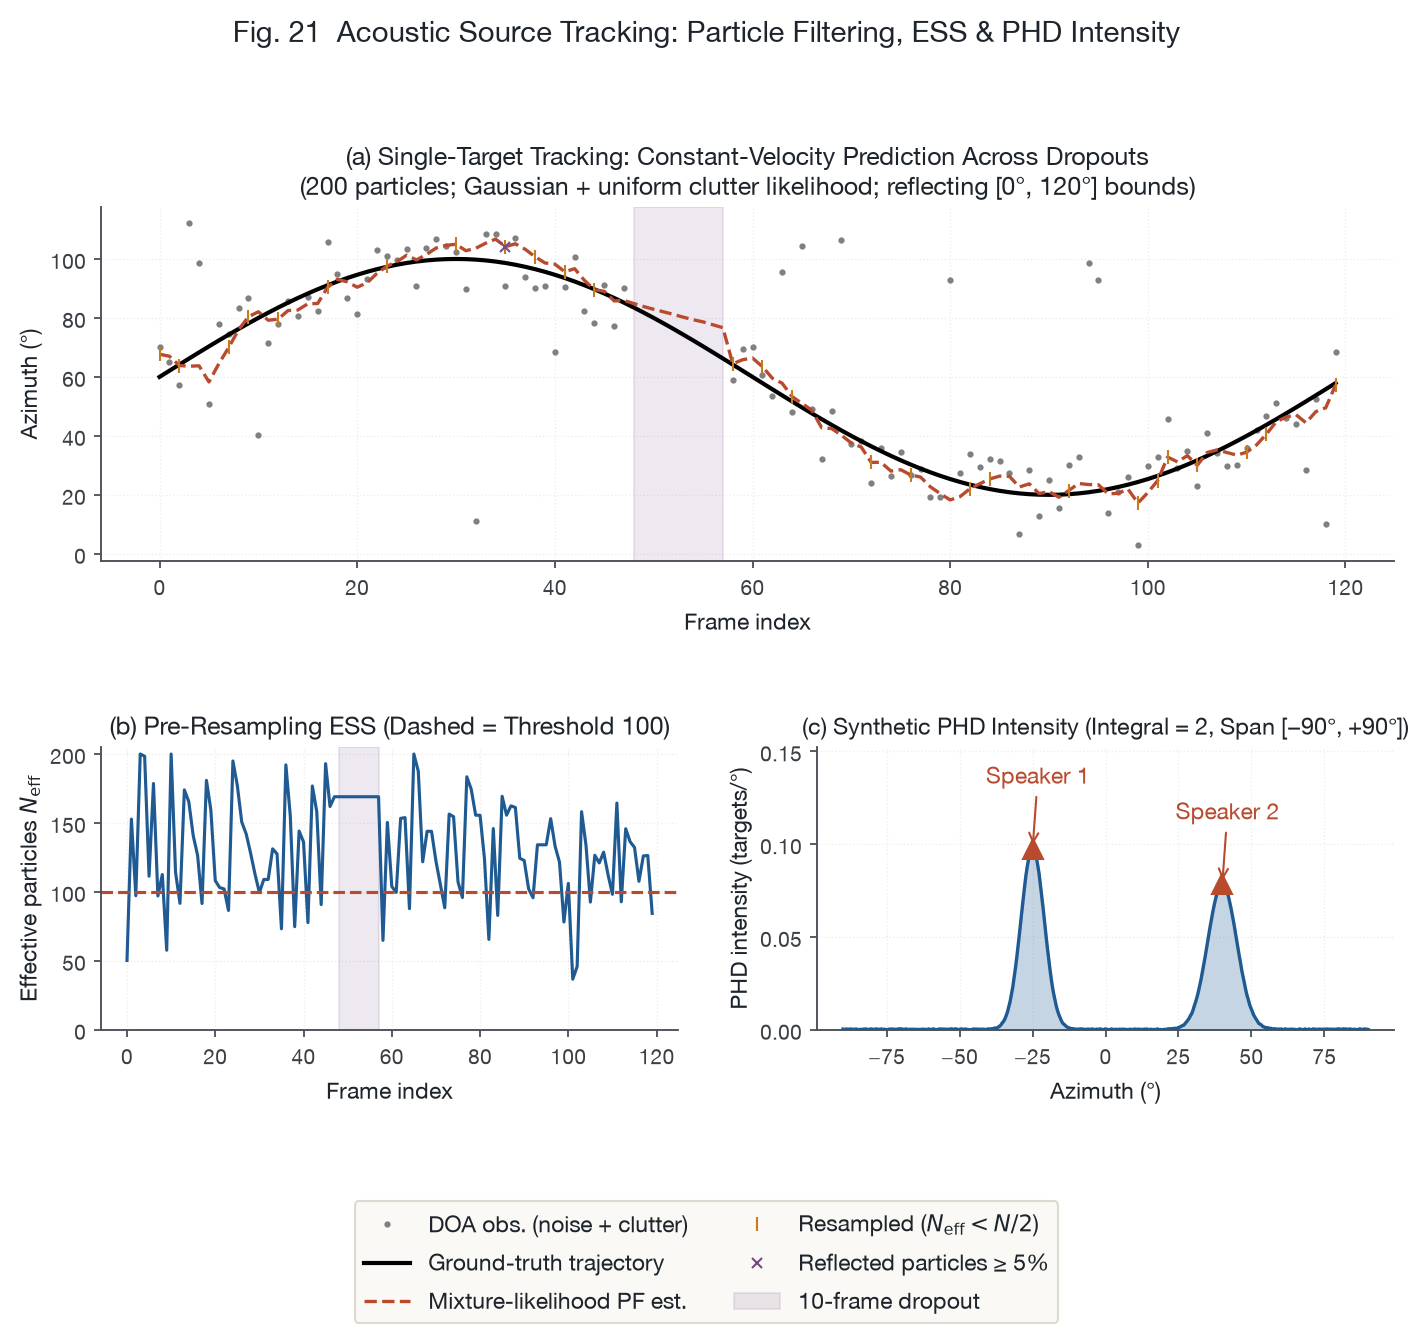 Fig. 21  Acoustic Source Tracking: Particle Filtering, ESS & PHD Intensity
(a) Single-Target Tracking: Constant-Velocity Prediction Across Dropouts
(200 particles; Gaussian + uniform clutter likelihood; reflecting [0°, 120°] bounds)
Azimuth (°)
100
80
60
40
20
0
0 20 40 60 80 100 120
Frame index
(b) Pre-Resampling ESS (Dashed = Threshold 100)
Effective particles N_eff
200
150
100
50
0
0 20 40 60 80 100 120
Frame index
(c) Synthetic PHD Intensity (Integral = 2, Span [−90°, +90°])
PHD intensity (targets/°)
0.15
0.10
0.05
0.00
Speaker 1
Speaker 2
−75 −50 −25 0 25 50 75
Azimuth (°)
DOA obs. (noise + clutter)
Ground-truth trajectory
Mixture-likelihood PF est.
Resampled (N_eff < N/2)
Reflected particles ≥ 5%
10-frame dropout